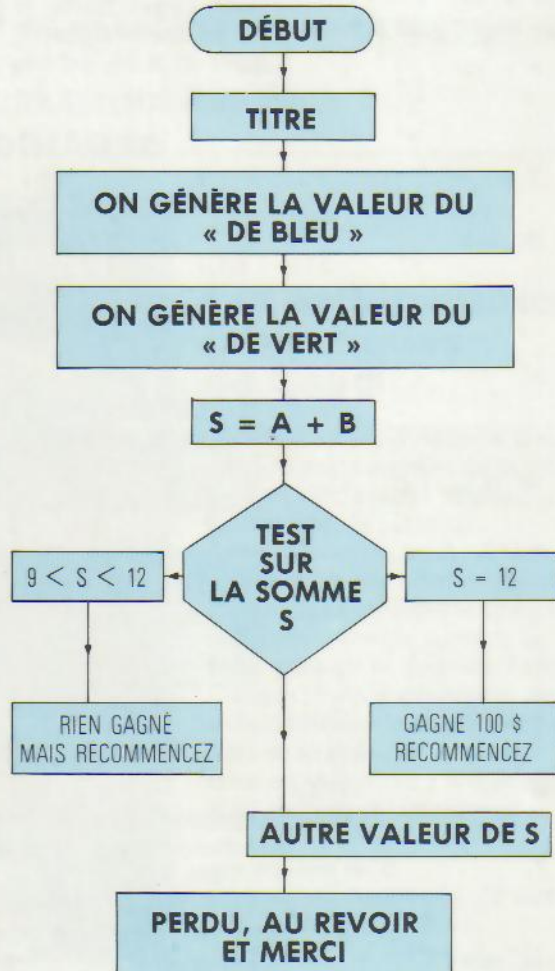 DÉBUT
TITRE
ON GÉNÈRE LA VALEUR DU
« DE BLEU »
ON GÉNÈRE LA VALEUR DU
« DE VERT »
S = A + B
TEST
SUR
LA SOMME
S
9 < S < 12
S = 12
RIEN GAGNÉ
MAIS RECOMMENCEZ
GAGNE 100 $
RECOMMENCEZ
AUTRE VALEUR DE S
PERDU, AU REVOIR
ET MERCI